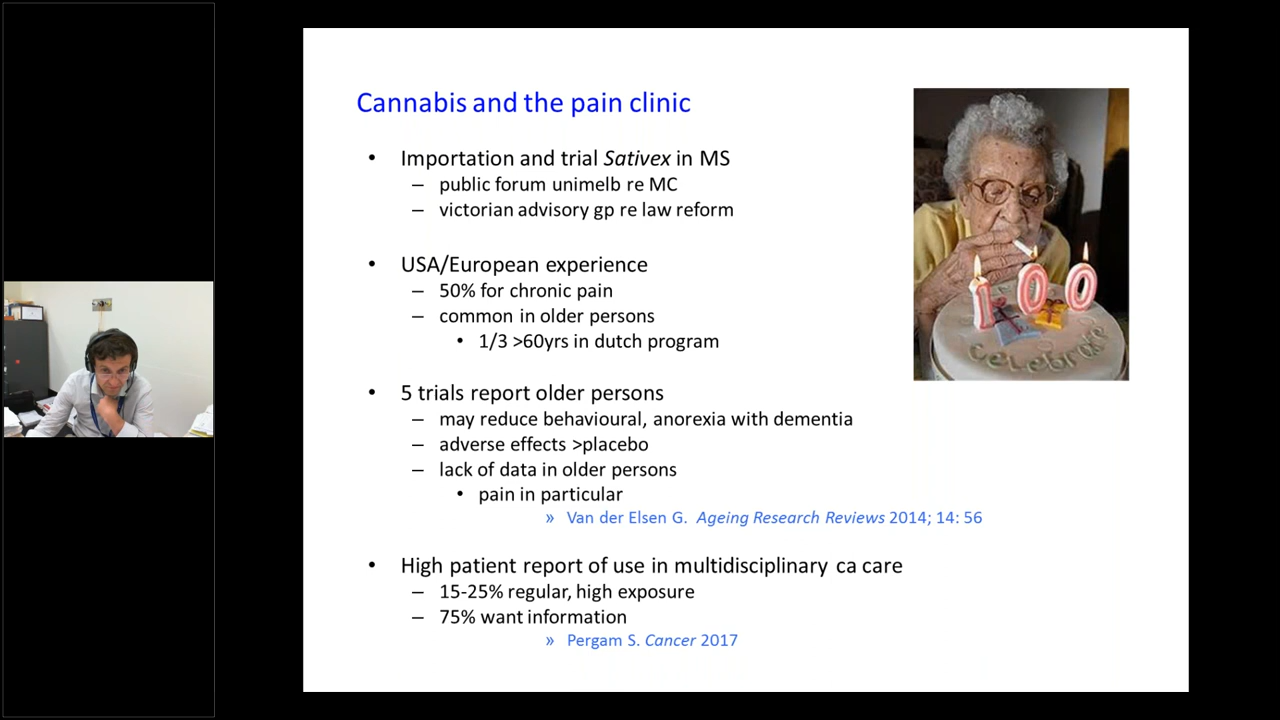 Cannabis and the pain clinic
• Importation and trial Sativex in MS
– public forum unimelb re MC
– victorian advisory gp re law reform
• USA/European experience
– 50% for chronic pain
– common in older persons
• 1/3 >60yrs in dutch program
• 5 trials report older persons
– may reduce behavioural, anorexia with dementia
– adverse effects >placebo
– lack of data in older persons
• pain in particular
» Van der Elsen G. Ageing Research Reviews 2014; 14: 56
• High patient report of use in multidisciplinary ca care
– 15-25% regular, high exposure
– 75% want information
» Pergam S. Cancer 2017
100
celebrate